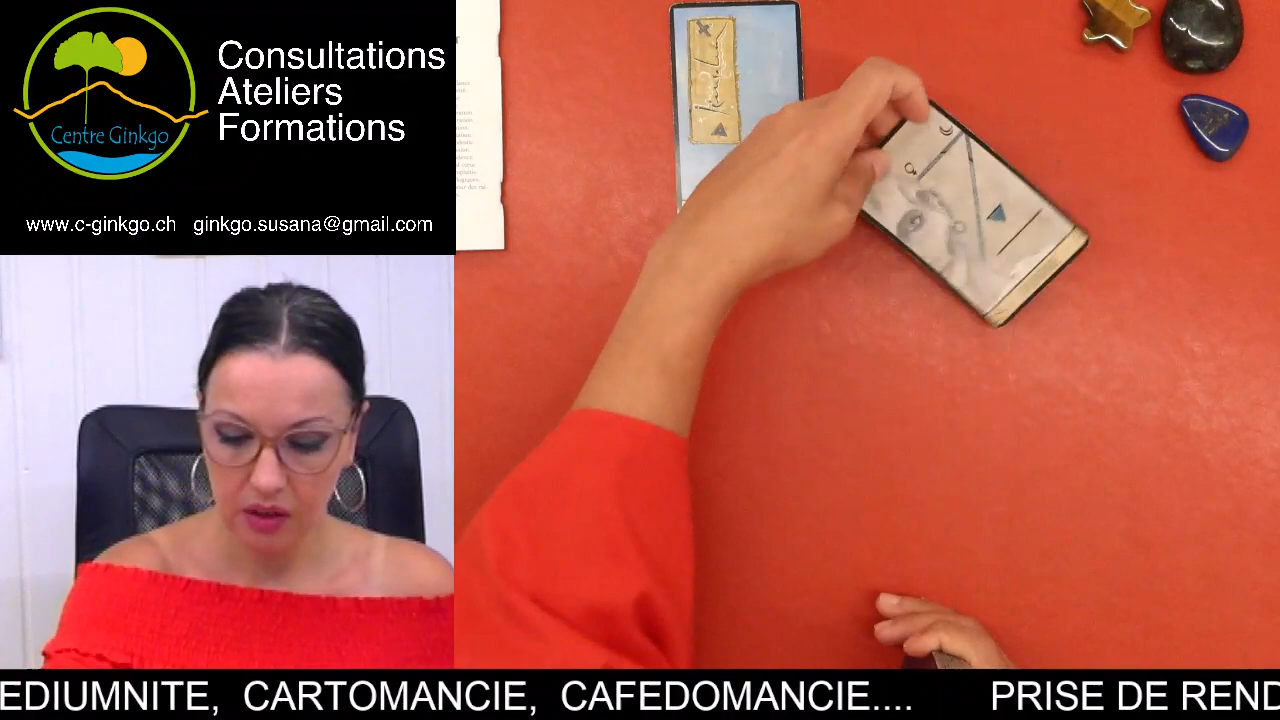 Consultations
Ateliers
Formations
Centre Ginkgo
www.c-ginkgo.ch ginkgo.susana@gmail.com
EDIUMNITE, CARTOMANCIE, CAFEDOMANCIE.... PRISE DE REND